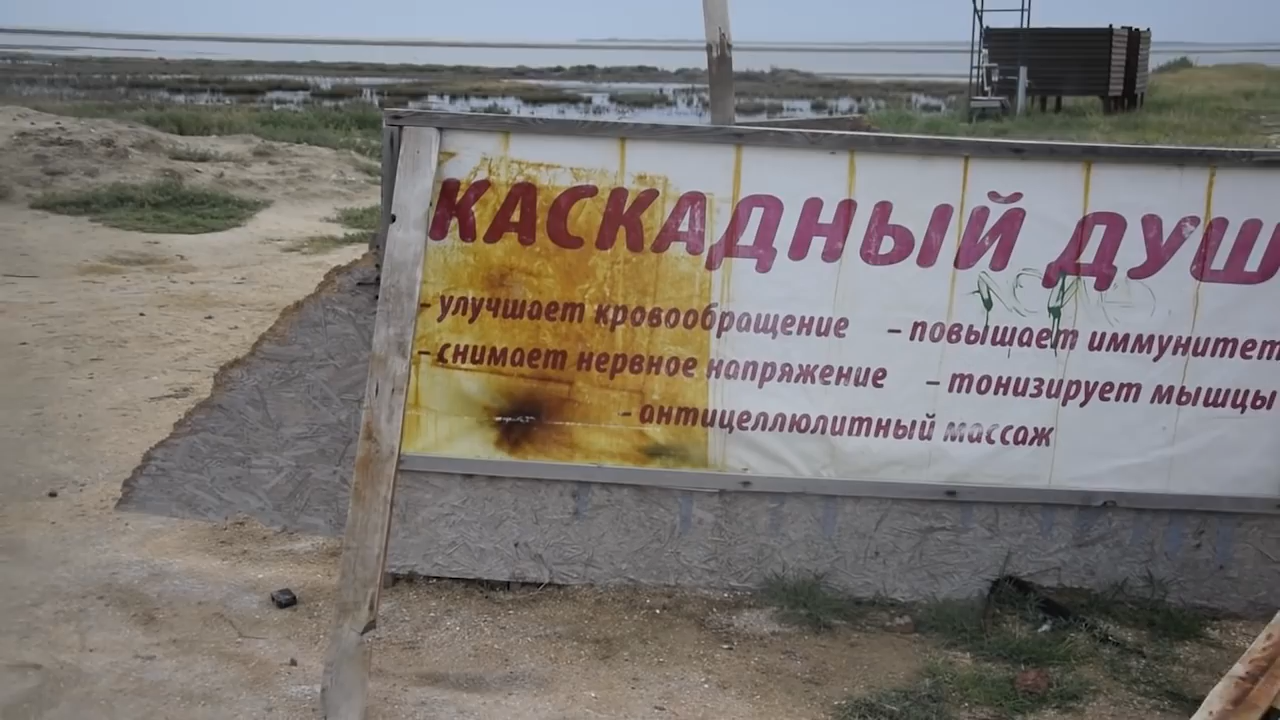 КАСКАДНЫЙ ДУШ
– улучшает кровообращение – повышает иммунитет
– снимает нервное напряжение – тонизирует мышцы
– антицеллюлитный массаж